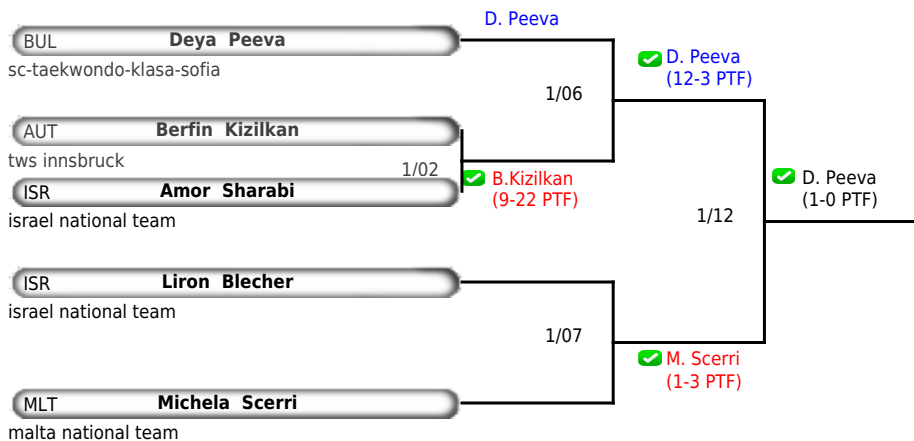 D. Peeva
BUL Deya Peeva
sc-taekwondo-klasa-sofia
D. Peeva
(12-3 PTF)
1/06
AUT Berfin Kizilkan
tws innsbruck
1/02
B.Kizilkan
(9-22 PTF)
ISR Amor Sharabi
israel national team
D. Peeva
(1-0 PTF)
1/12
ISR Liron Blecher
israel national team
1/07
M. Scerri
(1-3 PTF)
MLT Michela Scerri
malta national team